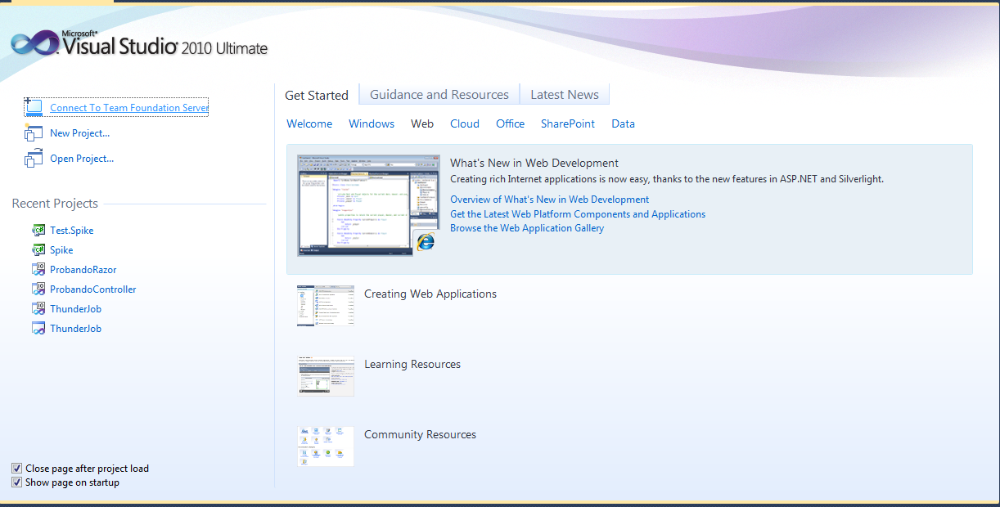 Microsoft®
Visual Studio® 2010 Ultimate
Connect To Team Foundation Server
New Project...
Open Project...
Recent Projects
Test.Spike
Spike
ProbandoRazor
ProbandoController
ThunderJob
ThunderJob
Close page after project load
Show page on startup
Get Started Guidance and Resources Latest News
Welcome Windows Web Cloud Office SharePoint Data
What's New in Web Development
Creating rich Internet applications is now easy, thanks to the new features in ASP.NET and Silverlight.
Overview of What's New in Web Development
Get the Latest Web Platform Components and Applications
Browse the Web Application Gallery
Creating Web Applications
Learning Resources
Community Resources